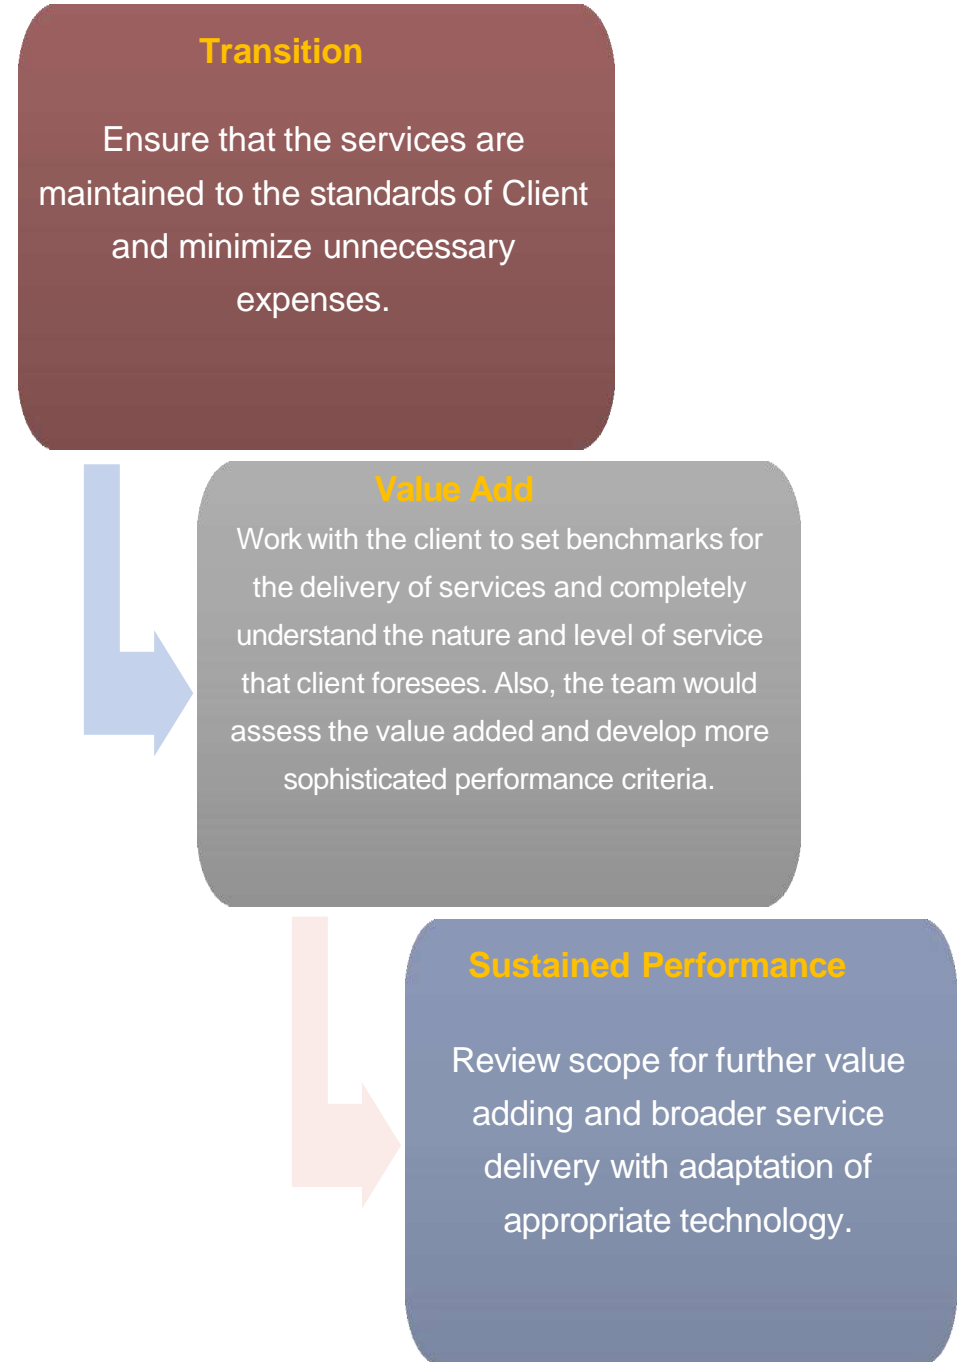 Transition
Ensure that the services are
maintained to the standards of Client
and minimize unnecessary
expenses.
Value Add
Work with the client to set benchmarks for
the delivery of services and completely
understand the nature and level of service
that client foresees. Also, the team would
assess the value added and develop more
sophisticated performance criteria.
Sustained Performance
Review scope for further value
adding and broader service
delivery with adaptation of
appropriate technology.